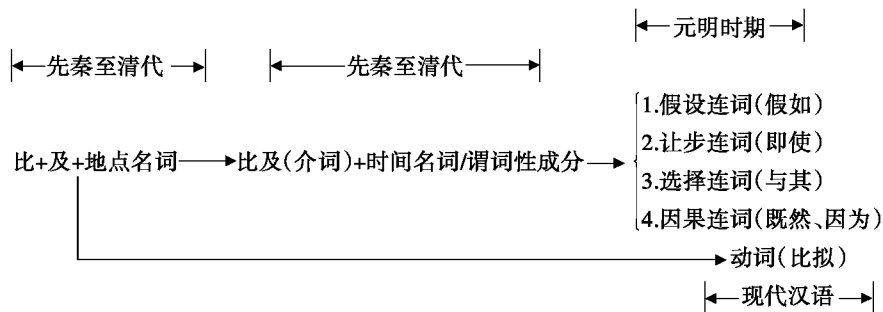 元明时期
先秦至清代 先秦至清代
1.假设连词(假如)
2.让步连词(即使)
比+及+地点名词 比及(介词)+时间名词/谓词性成分
3.选择连词(与其)
4.因果连词(既然、因为)
动词(比拟)
现代汉语